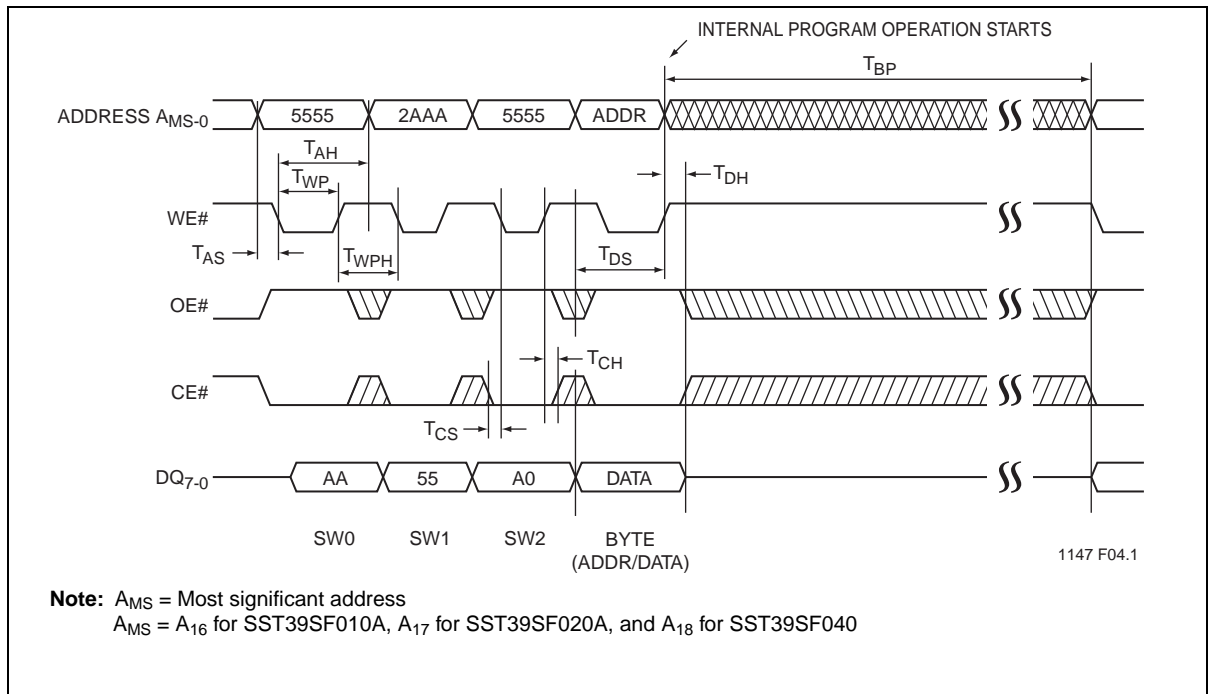 INTERNAL PROGRAM OPERATION STARTS
TBP
ADDRESS AMS-0
5555
2AAA
5555
ADDR
TAH
TWP
TDH
WE#
TAS
TWPH
TDS
OE#
TCH
CE#
TCS
DQ7-0
AA
55
A0
DATA
SW0
SW1
SW2
BYTE
(ADDR/DATA)
1147 F04.1
Note: AMS = Most significant address
AMS = A16 for SST39SF010A, A17 for SST39SF020A, and A18 for SST39SF040